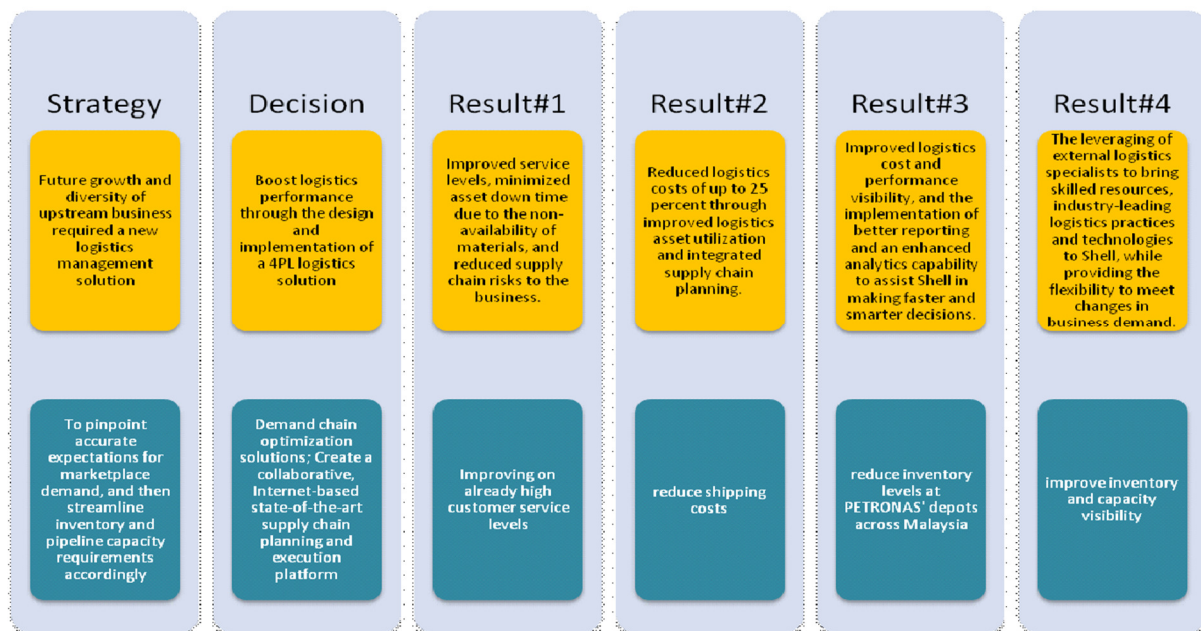 Strategy
Future growth and
diversity of
upstream business
required a new
logistics
management
solution
To pinpoint
accurate
expectations for
marketplace
demand, and then
streamline
inventory and
pipeline capacity
requirements
accordingly
Decision
Boost logistics
performance
through the design
and
implementation of
a 4PL logistics
solution
Demand chain
optimization
solutions; Create a
collaborative,
Internet-based
state-of-the-art
supply chain
planning and
execution
platform
Result#1
Improved service
levels, minimized
asset down time
due to the non-
availability of
materials, and
reduced supply
chain risks to the
business.
Improving on
already high
customer service
levels
Result#2
Reduced logistics
costs of up to 25
percent through
improved logistics
asset utilization
and integrated
supply chain
planning.
reduce shipping
costs
Result#3
Improved logistics
cost and
performance
visibility, and the
implementation of
better reporting
and an enhanced
analytics capability
to assist Shell in
making faster and
smarter decisions.
reduce inventory
levels at
PETRONAS' depots
across Malaysia
Result#4
The leveraging of
external logistics
specialists to bring
skilled resources,
industry-leading
logistics practices
and technologies
to Shell, while
providing the
flexibility to meet
changes in
business demand.
improve inventory
and capacity
visibility